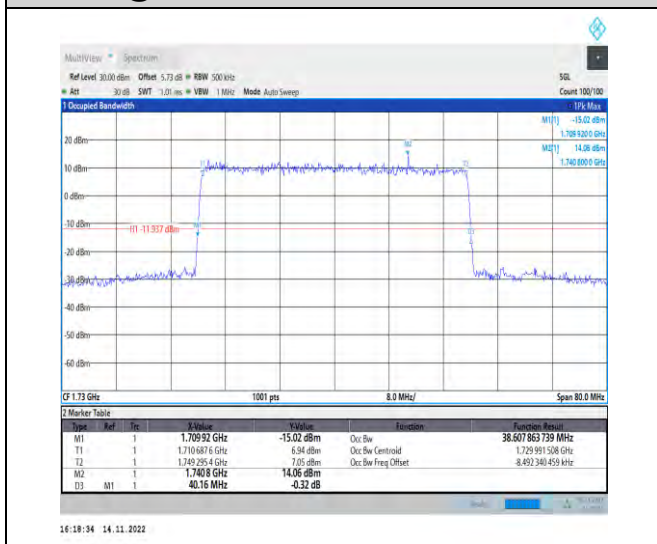 MultiView Spectrum
Ref Level 30.00 dBm Offset 5.73 dB RBW 500 kHz SGL
Att 30 dB SWT 1.01 ms VBW 1 MHz Mode Auto Sweep Count 100/100
1 Occupied Bandwidth 1Pk Max
M1[1] -15.02 dBm
1.709 920 0 GHz
M2[1] 14.06 dBm
1.740 800 0 GHz
20 dBm
10 dBm
0 dBm
-10 dBm
H1 -11.937 dBm
-20 dBm
-30 dBm
-40 dBm
-50 dBm
-60 dBm
M1
M2
T1
T2
D3
CF 1.73 GHz 1001 pts 8.0 MHz/ Span 80.0 MHz
2 Marker Table
Type Ref Trc X-Value Y-Value Function Function Result
M1 1 1.709 92 GHz -15.02 dBm Occ Bw 38.607 863 739 MHz
T1 1 1.710 687 6 GHz 6.94 dBm Occ Bw Centroid 1.729 991 508 GHz
T2 1 1.749 295 4 GHz 7.05 dBm Occ Bw Freq Offset -8.492 340 459 kHz
M2 1 1.740 8 GHz 14.06 dBm
D3 M1 1 40.16 MHz -0.32 dB
16:18:34 14.11.2022